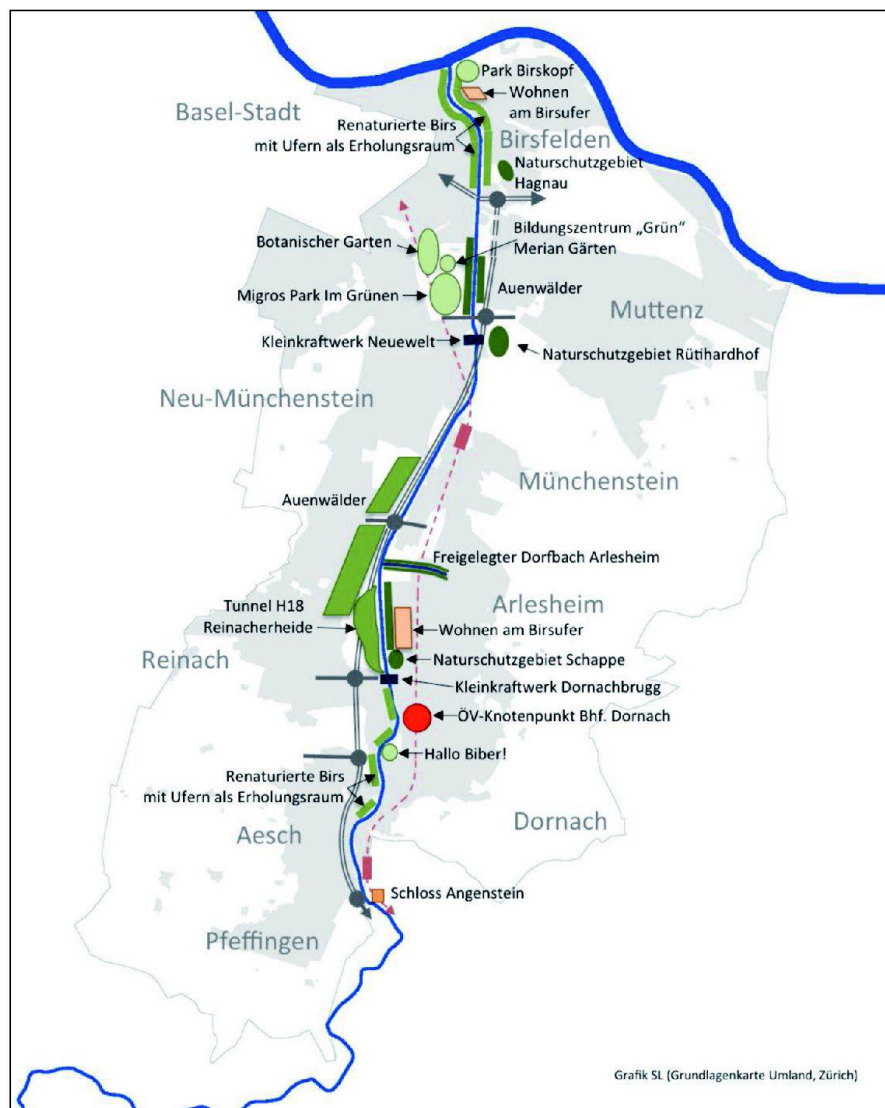 Park Birskopf
Wohnen
am Birsufer
Basel-Stadt
Renaturierte Birs
mit Ufern als Erholungsraum
Birsfelden
Naturschutzgebiet
Hagnau
Botanischer Garten
Bildungszentrum „Grün“
Merian Gärten
Migros Park Im Grünen
Auenwälder
Muttenz
Kleinkraftwerk Neuewelt
Naturschutzgebiet Rütihardhof
Neu-Münchenstein
Münchenstein
Auenwälder
Freigelegter Dorfbach Arlesheim
Arlesheim
Tunnel H18
Reinacherheide
Wohnen am Birsufer
Reinach
Naturschutzgebiet Schappe
Kleinkraftwerk Dornachbrugg
ÖV-Knotenpunkt Bhf. Dornach
Hallo Biber!
Renaturierte Birs
mit Ufern als Erholungsraum
Aesch
Dornach
Schloss Angenstein
Pfeffingen
Grafik SL (Grundlagenkarte Umland, Zürich)